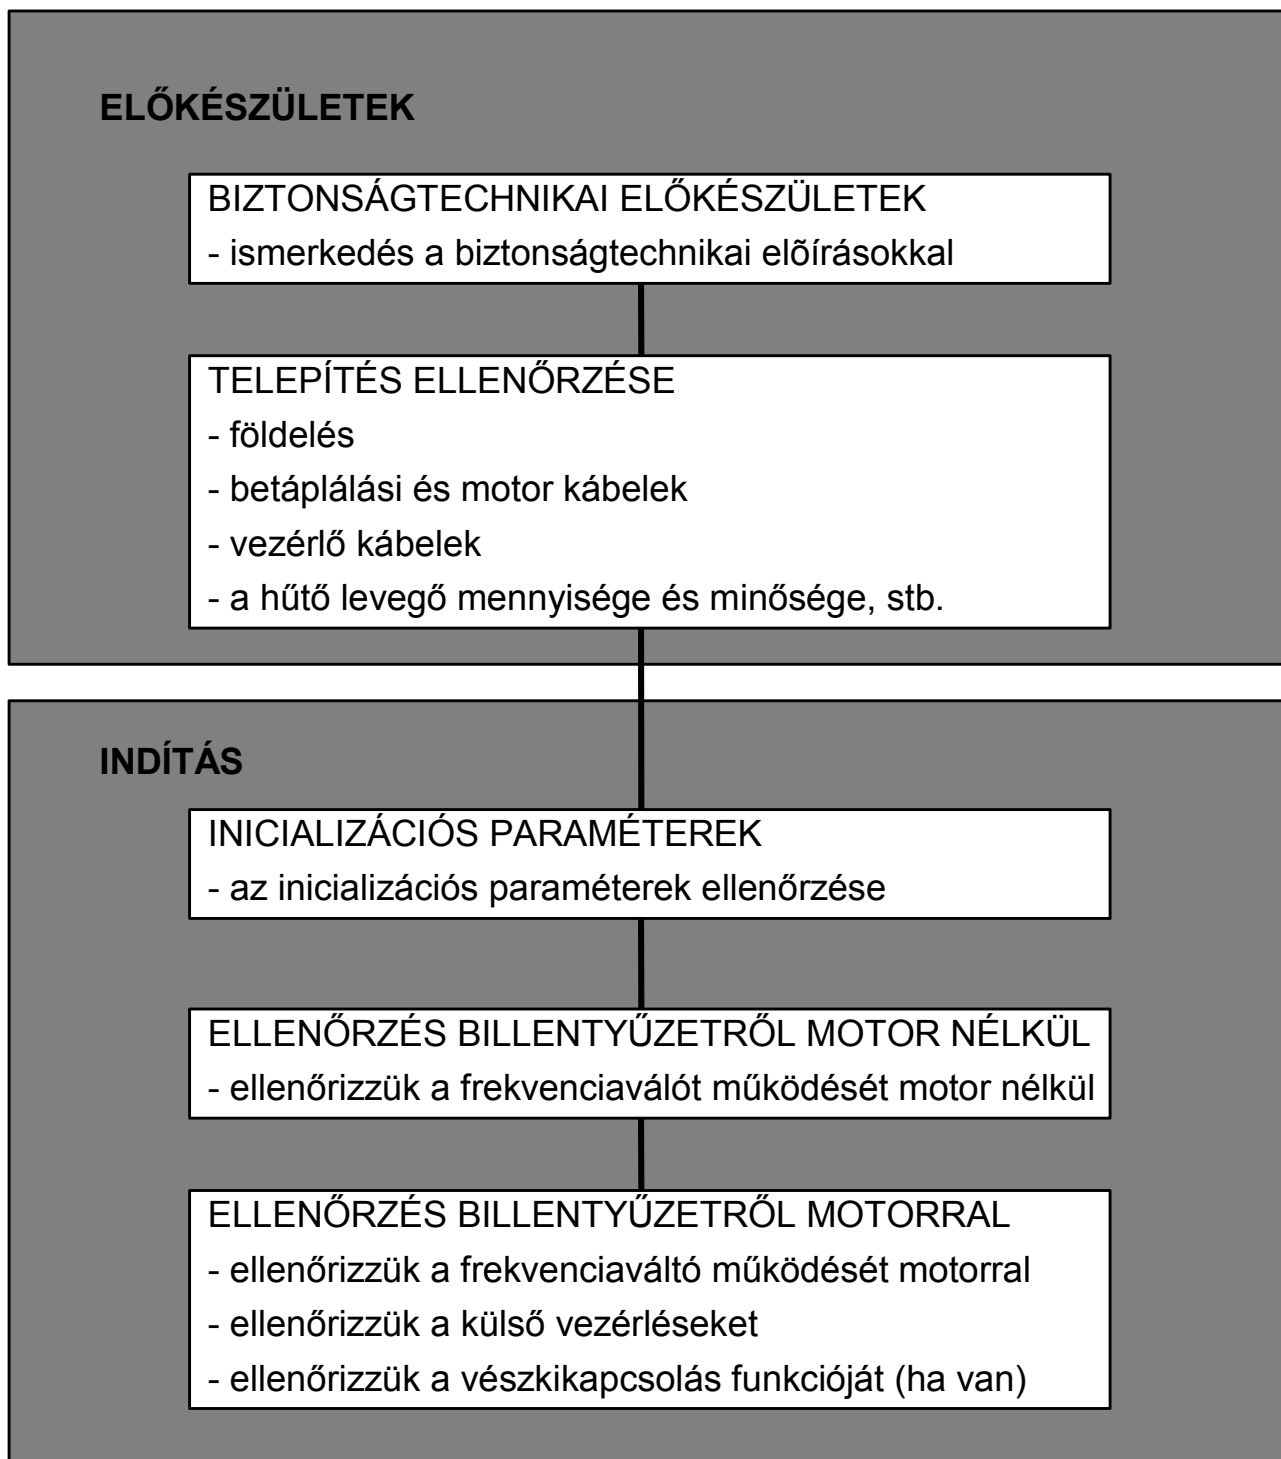 ELŐKÉSZÜLETEK
BIZTONSÁGTECHNIKAI ELŐKÉSZÜLETEK
- ismerkedés a biztonságtechnikai elõírásokkal
TELEPÍTÉS ELLENŐRZÉSE
- földelés
- betáplálási és motor kábelek
- vezérlő kábelek
- a hűtő levegő mennyisége és minősége, stb.
INDÍTÁS
INICIALIZÁCIÓS PARAMÉTEREK
- az inicializációs paraméterek ellenőrzése
ELLENŐRZÉS BILLENTYŰZETRŐL MOTOR NÉLKÜL
- ellenőrizzük a frekvenciaválót működését motor nélkül
ELLENŐRZÉS BILLENTYŰZETRŐL MOTORRAL
- ellenőrizzük a frekvenciaváltó működését motorral
- ellenőrizzük a külső vezérléseket
- ellenőrizzük a vészkikapcsolás funkcióját (ha van)